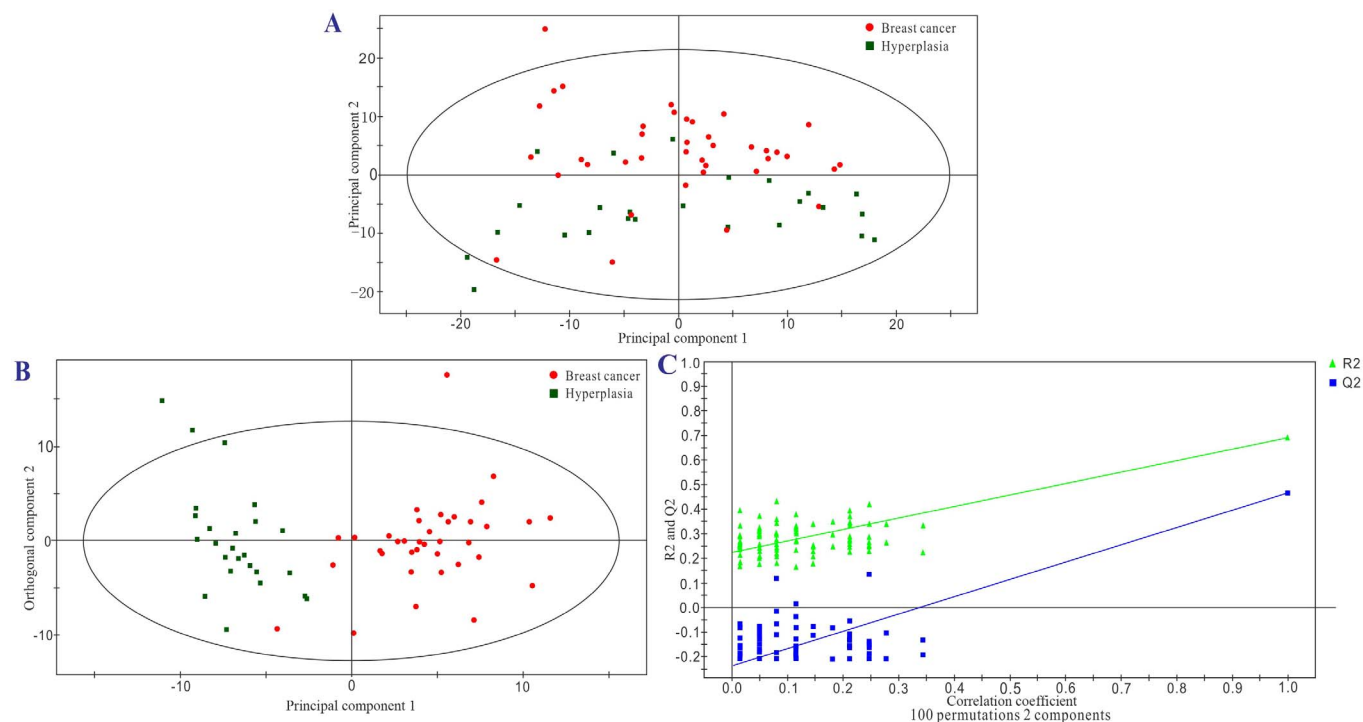 A
Breast cancer
Hyperplasia
Principal component 2
20
10
0
-10
−20
-20
-10
0
10
20
Principal component 1
B
Breast cancer
Hyperplasia
Orthogonal component 2
10
0
-10
-10
0
10
Principal component 1
C
R2
Q2
R2 and Q2
1.0
0.9
0.8
0.7
0.6
0.5
0.4
0.3
0.2
0.1
0.0
-0.1
-0.2
0.0
0.1
0.2
0.3
0.4
0.5
0.6
0.7
0.8
0.9
1.0
Correlation coefficient
100 permutations 2 components